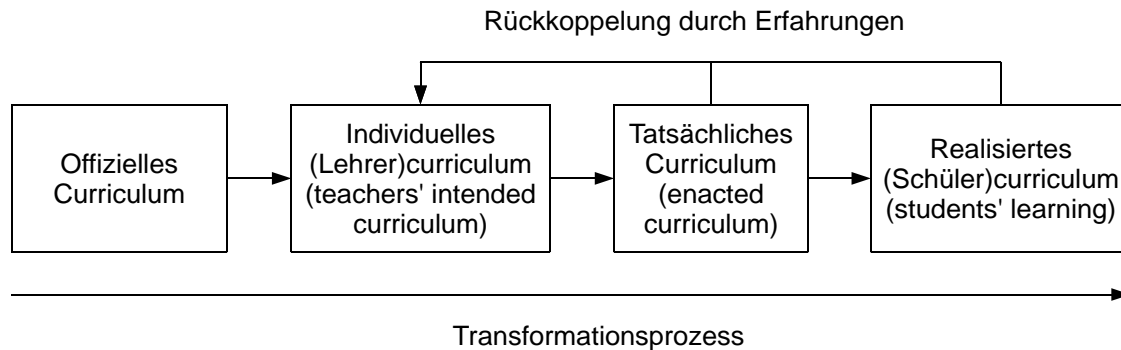 Rückkoppelung durch Erfahrungen
Offizielles
Curriculum
Individuelles
(Lehrer)curriculum
(teachers' intended
curriculum)
Tatsächliches
Curriculum
(enacted
curriculum)
Realisiertes
(Schüler)curriculum
(students' learning)
Transformationsprozess